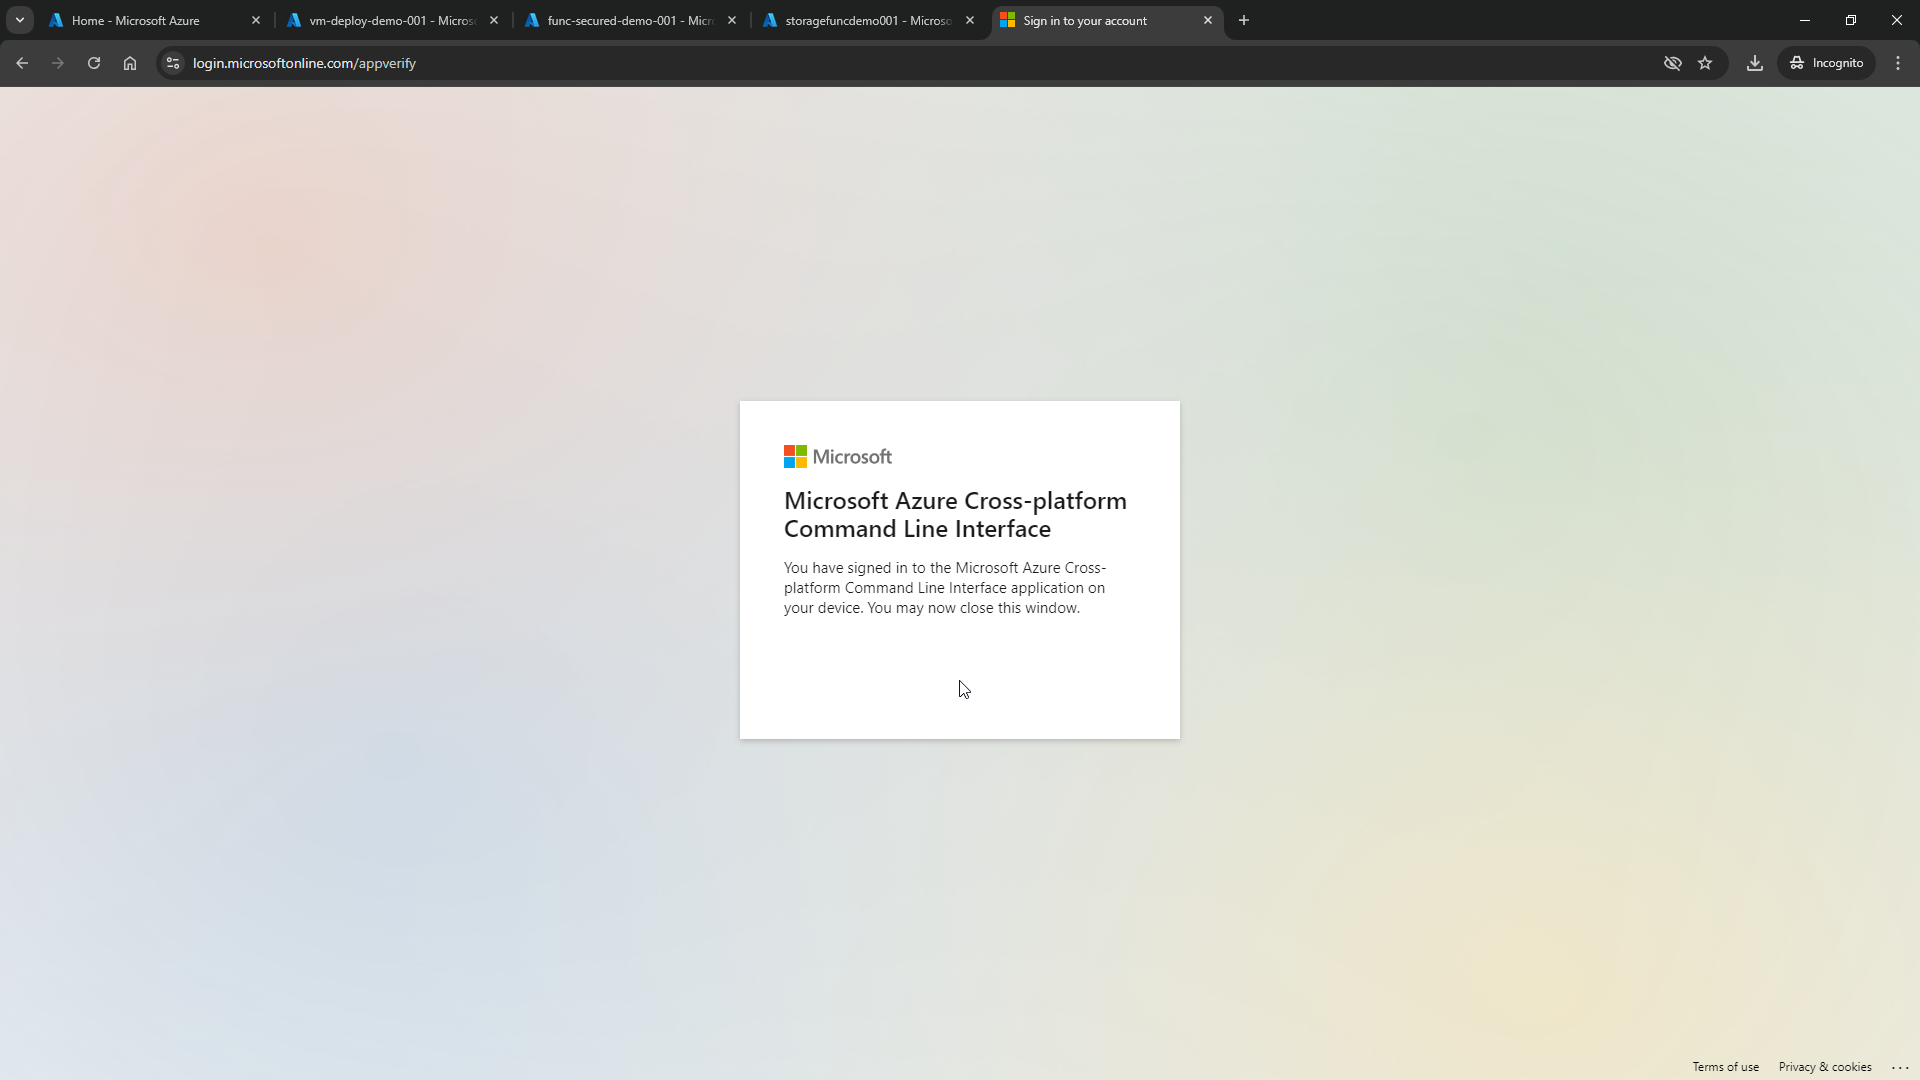 Home - Microsoft Azure
vm-deploy-demo-001 - Micros
func-secured-demo-001 - Micr
storagefuncdemo001 - Microso
Sign in to your account
login.microsoftonline.com/appverify
Incognito
Microsoft
Microsoft Azure Cross-platform
Command Line Interface
You have signed in to the Microsoft Azure Cross-
platform Command Line Interface application on
your device. You may now close this window.
Terms of use
Privacy & cookies
...